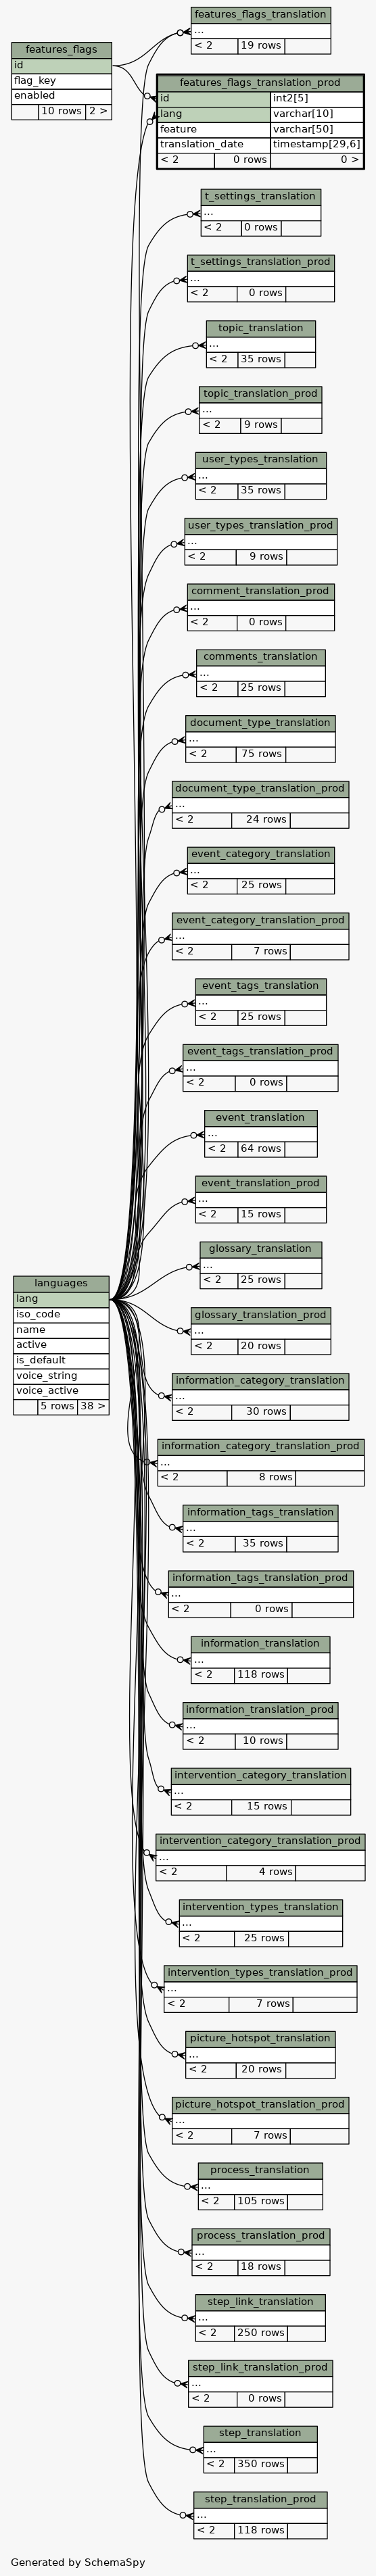 features_flags_translation
...
< 2 19 rows
features_flags
id
flag_key
enabled
10 rows 2 >
features_flags_translation_prod
id int2[5]
lang varchar[10]
feature varchar[50]
translation_date timestamp[29,6]
< 2 0 rows 0 >
t_settings_translation
...
< 2 0 rows
t_settings_translation_prod
...
< 2 0 rows
topic_translation
...
< 2 35 rows
topic_translation_prod
...
< 2 9 rows
user_types_translation
...
< 2 35 rows
user_types_translation_prod
...
< 2 9 rows
comment_translation_prod
...
< 2 0 rows
comments_translation
...
< 2 25 rows
document_type_translation
...
< 2 75 rows
document_type_translation_prod
...
< 2 24 rows
event_category_translation
...
< 2 25 rows
event_category_translation_prod
...
< 2 7 rows
event_tags_translation
...
< 2 25 rows
event_tags_translation_prod
...
< 2 0 rows
event_translation
...
< 2 64 rows
event_translation_prod
...
< 2 15 rows
glossary_translation
...
< 2 25 rows
languages
lang
iso_code
name
active
is_default
voice_string
voice_active
5 rows 38 >
glossary_translation_prod
...
< 2 20 rows
information_category_translation
...
< 2 30 rows
information_category_translation_prod
...
< 2 8 rows
information_tags_translation
...
< 2 35 rows
information_tags_translation_prod
...
< 2 0 rows
information_translation
...
< 2 118 rows
information_translation_prod
...
< 2 10 rows
intervention_category_translation
...
< 2 15 rows
intervention_category_translation_prod
...
< 2 4 rows
intervention_types_translation
...
< 2 25 rows
intervention_types_translation_prod
...
< 2 7 rows
picture_hotspot_translation
...
< 2 20 rows
picture_hotspot_translation_prod
...
< 2 7 rows
process_translation
...
< 2 105 rows
process_translation_prod
...
< 2 18 rows
step_link_translation
...
< 2 250 rows
step_link_translation_prod
...
< 2 0 rows
step_translation
...
< 2 350 rows
step_translation_prod
...
< 2 118 rows
Generated by SchemaSpy